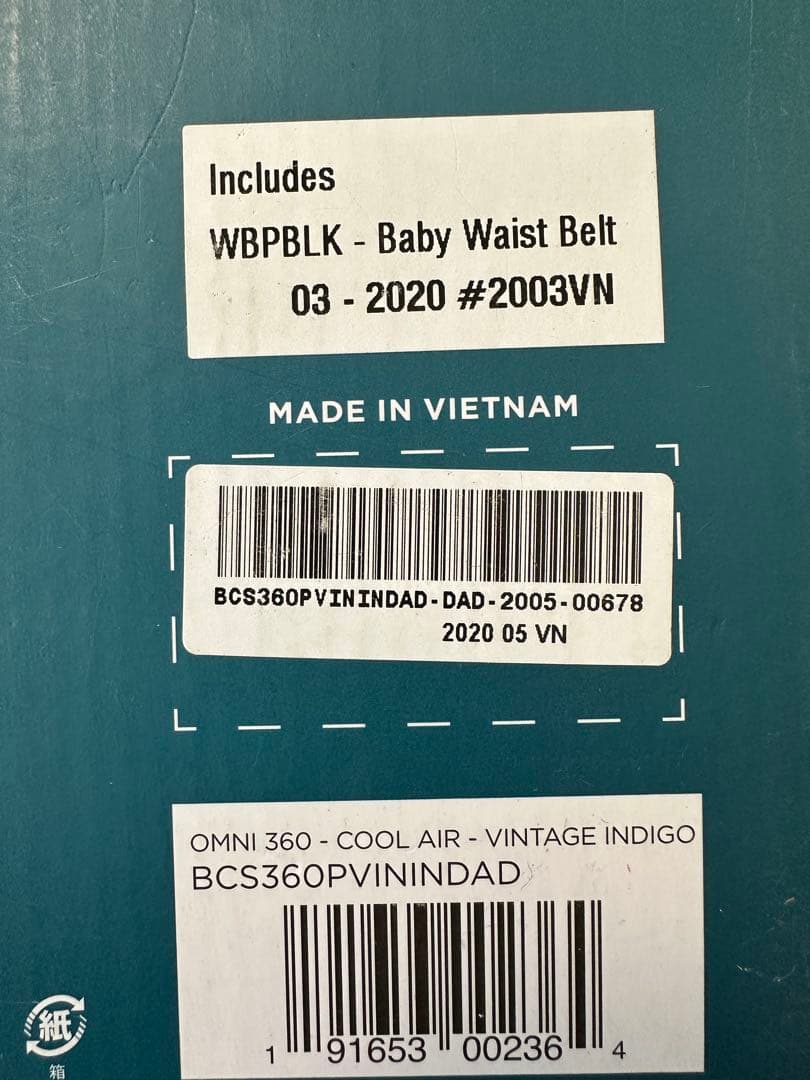 Includes
WBPBLK - Baby Waist Belt
03 - 2020 #2003VN
MADE IN VIETNAM
BCS360PVININDAD-DAD-2005-00678
2020 05 VN
OMNI 360 - COOL AIR - VINTAGE INDIGO
BCS360PVININDAD
1 91653 00236 4
紙
箱